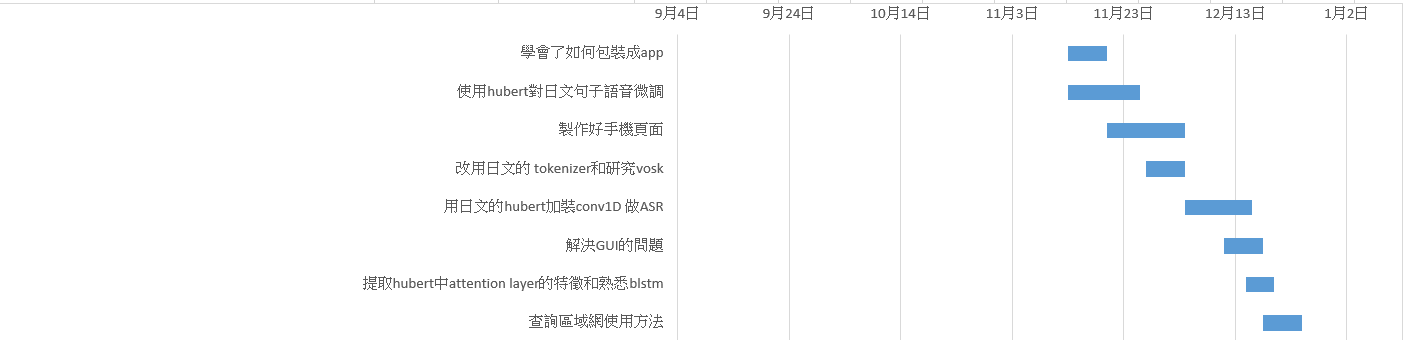 9月4日 9月24日 10月14日 11月3日 11月23日 12月13日 1月2日
學會了如何包裝成app
使用hubert對日文句子語音微調
製作好手機頁面
改用日文的 tokenizer和研究vosk
用日文的hubert加裝conv1D 做ASR
解決GUI的問題
提取hubert中attention layer的特徵和熟悉blstm
查詢區域網使用方法